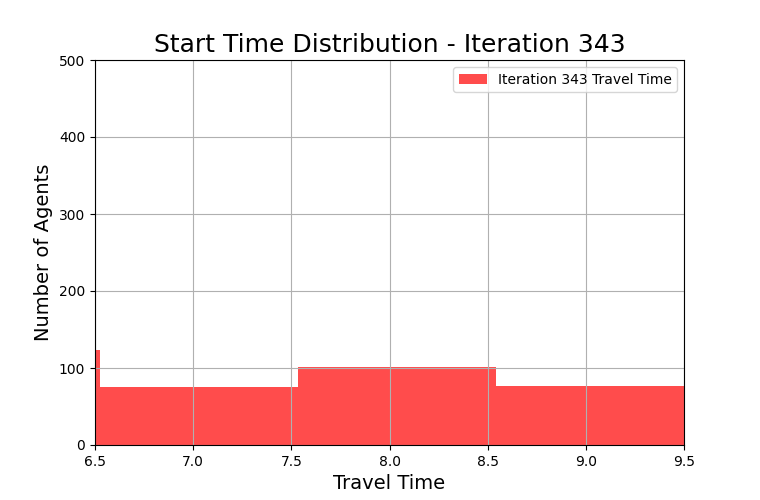 Start Time Distribution - Iteration 343
Iteration 343 Travel Time
Number of Agents
500
400
300
200
100
0
6.5 7.0 7.5 8.0 8.5 9.0 9.5
Travel Time